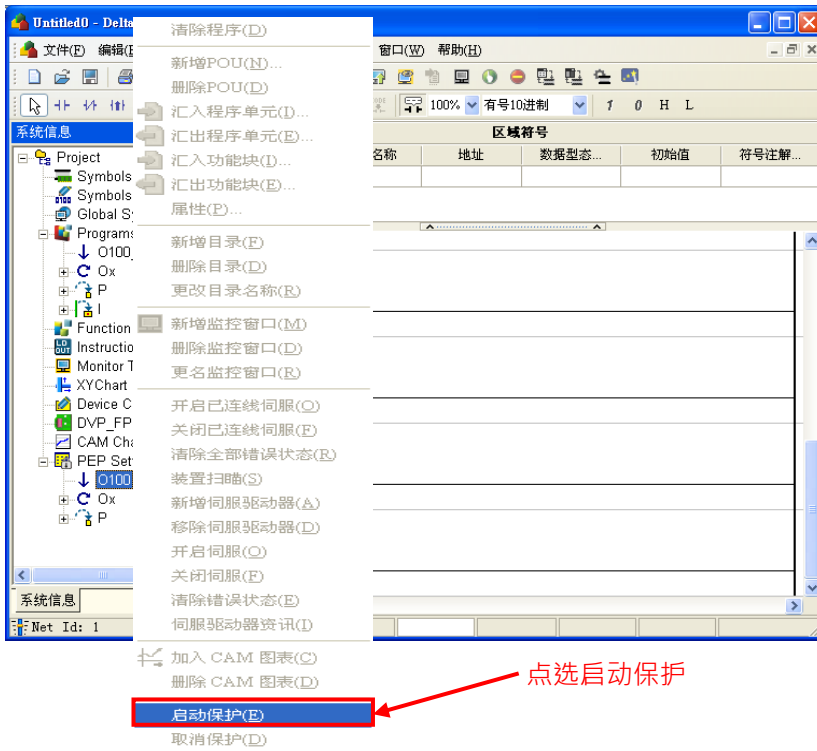 Untitled0 - Delta
文件(F) 编辑(E 窗口(W) 帮助(H)
100% 有号10进制 1 0 H L
系统信息
区域符号
名称 地址 数据型态... 初始值 符号注解...
Project
Symbols
Symbols
Global Sy
Programs
O100_
Ox
P
I
Function
Instructio
Monitor T
XYChart
Device C
DVP_FP
CAM Cha
PEP Set
O100
Ox
P
系统信息
Net Id: 1
清除程序(D)
新增POU(N)...
删除POU(D)
汇入程序单元(I)...
汇出程序单元(E)...
汇入功能块(I)...
汇出功能块(E)...
属性(P)...
新增目录(F)
删除目录(D)
更改目录名称(R)
新增监控窗口(M)
删除监控窗口(D)
更名监控窗口(R)
开启已连线伺服(O)
关闭已连线伺服(F)
清除全部错误状态(R)
装置扫瞄(S)
新增伺服驱动器(A)
移除伺服驱动器(D)
开启伺服(O)
关闭伺服(F)
清除错误状态(E)
伺服驱动器资讯(I)
加入 CAM 图表(C)
删除 CAM 图表(D)
启动保护(E)
取消保护(D)
点选启动保护